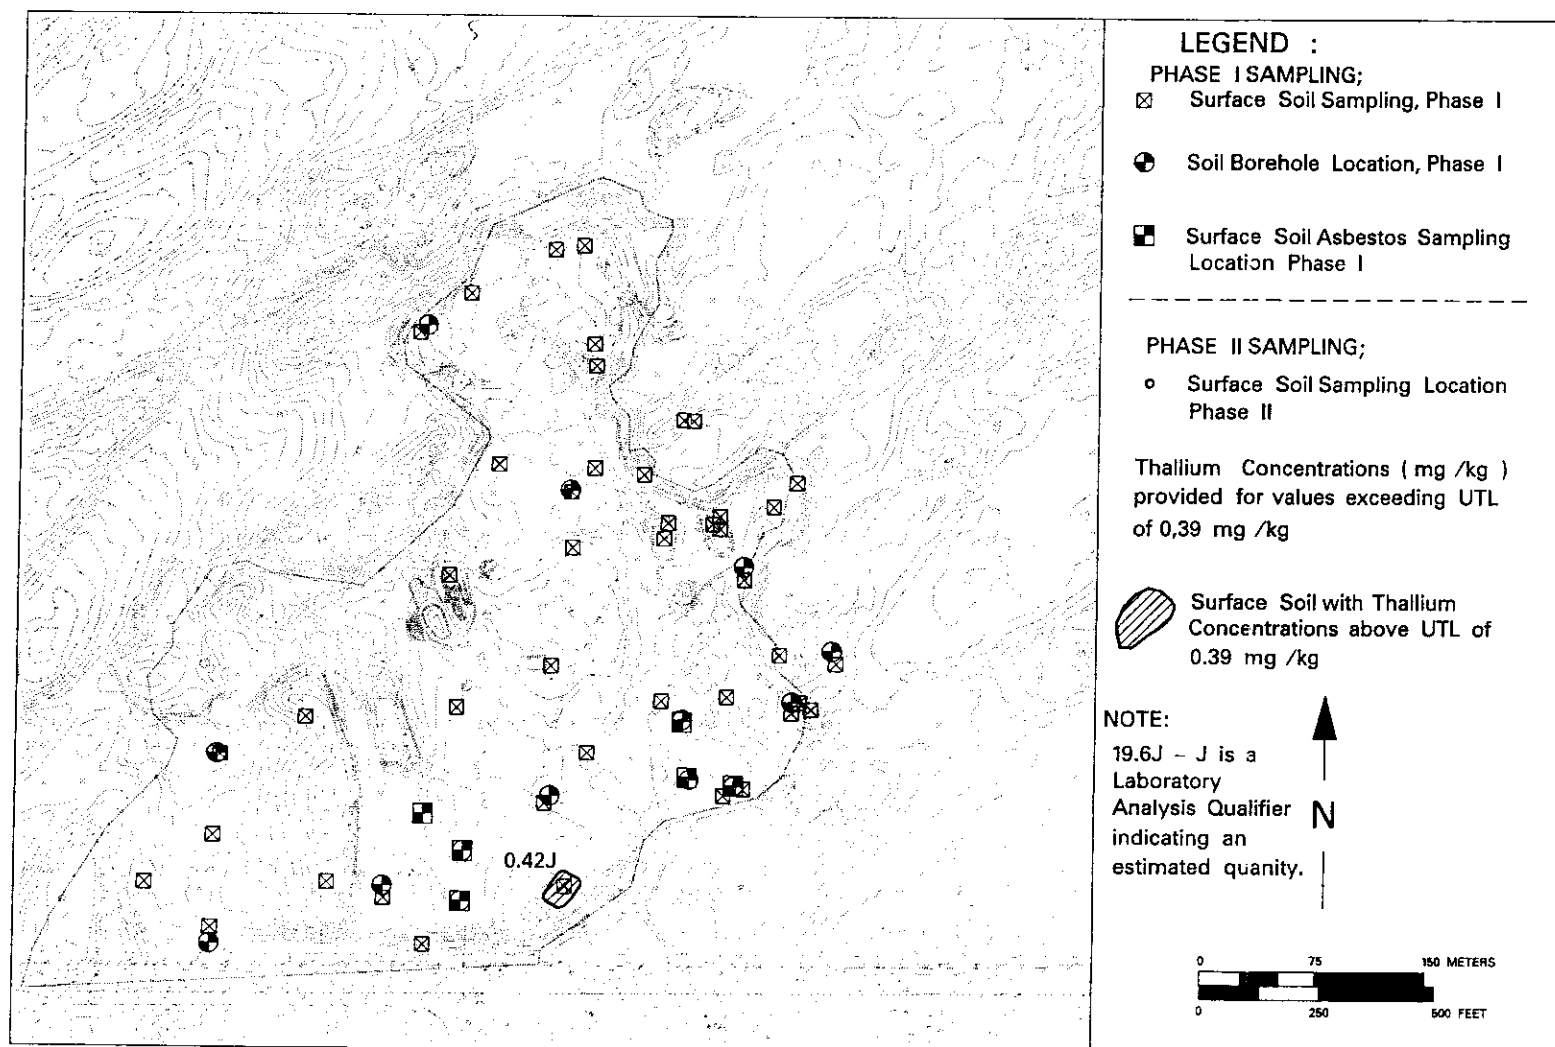 LEGEND :
PHASE I SAMPLING;
Surface Soil Sampling, Phase I
Soil Borehole Location, Phase I
Surface Soil Asbestos Sampling
Location Phase I
PHASE II SAMPLING;
Surface Soil Sampling Location
Phase II
Thallium Concentrations ( mg /kg )
provided for values exceeding UTL
of 0,39 mg /kg
Surface Soil with Thallium
Concentrations above UTL of
0.39 mg /kg
NOTE:
19.6J – J is a
Laboratory
Analysis Qualifier
indicating an
estimated quanity.
N
0.42J
0 75 150 METERS
0 250 500 FEET